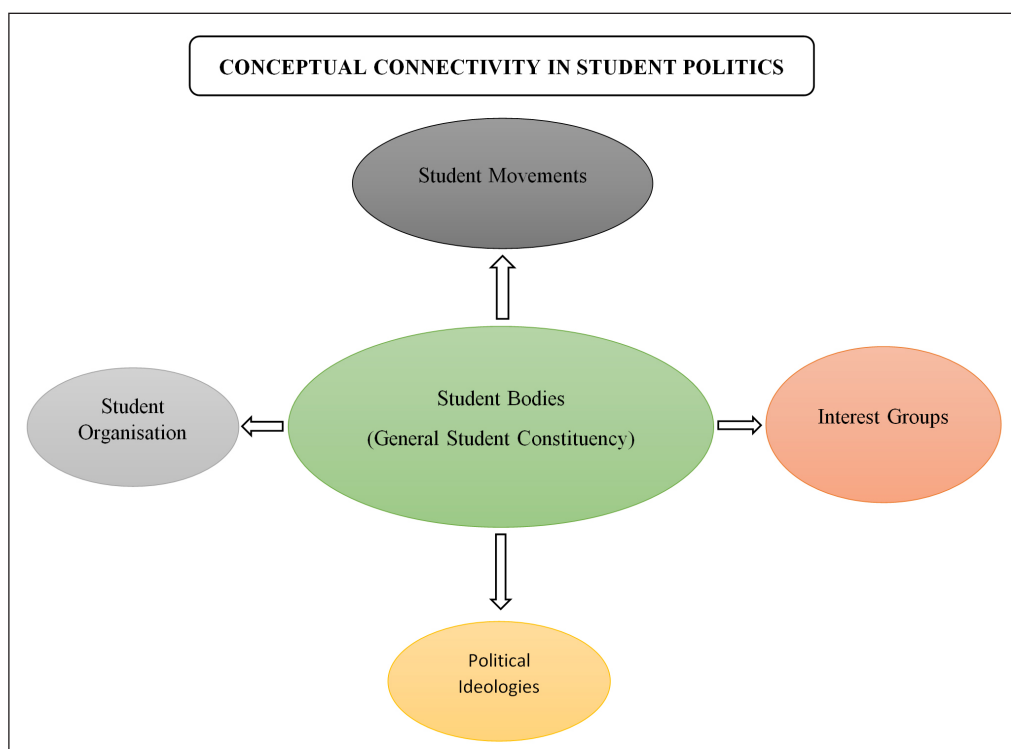 CONCEPTUAL CONNECTIVITY IN STUDENT POLITICS
Student Movements
Student
Organisation
Student Bodies
(General Student Constituency)
Interest Groups
Political
Ideologies